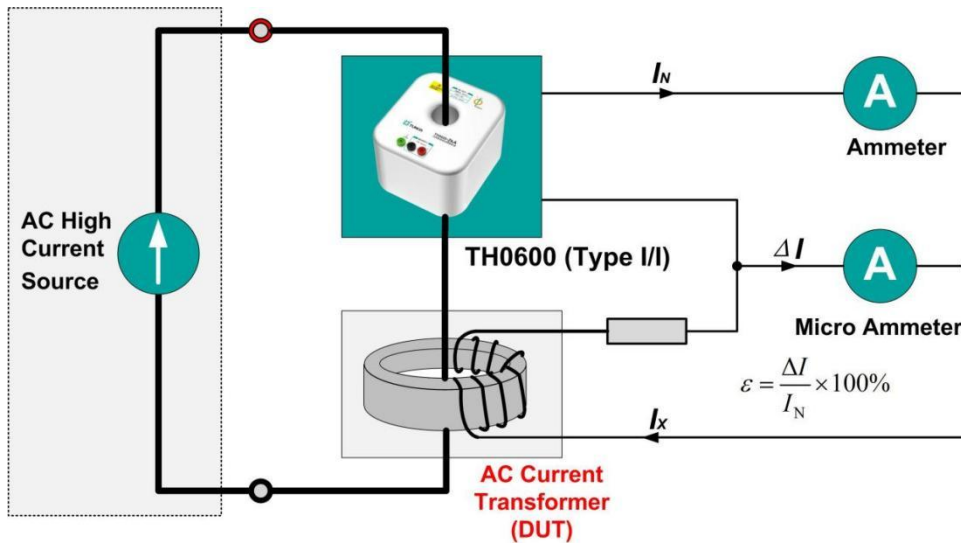 AC High
Current
Source
TH0600 (Type I/I)
I_N
A
Ammeter
ΔI
A
Micro Ammeter
ε = ΔI / I_N × 100%
I_X
AC Current
Transformer
(DUT)